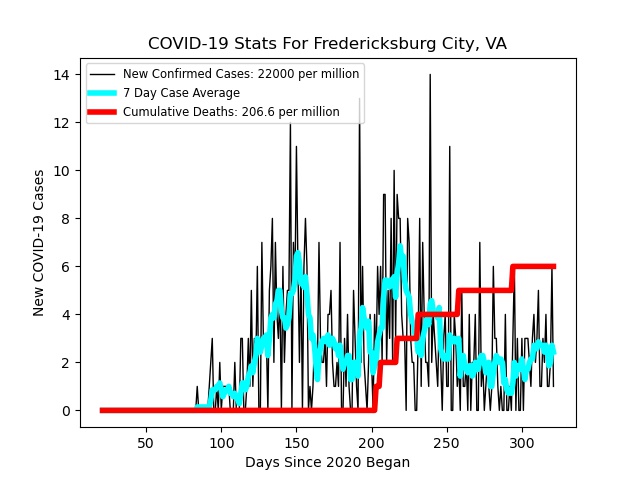 COVID-19 Stats For Fredericksburg City, VA
New Confirmed Cases: 22000 per million
7 Day Case Average
Cumulative Deaths: 206.6 per million
New COVID-19 Cases
14
12
10
8
6
4
2
0
50 100 150 200 250 300
Days Since 2020 Began